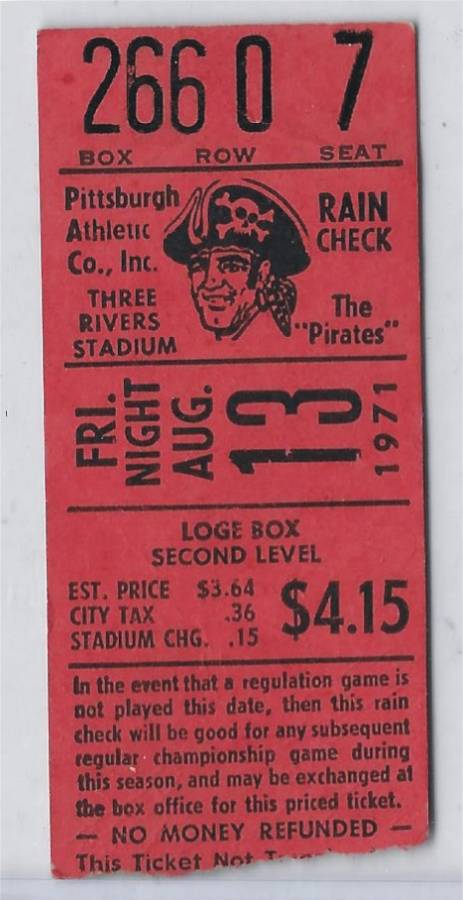 266 0 7
BOX ROW SEAT
Pittsburgh
Athletic
Co., Inc.
THREE
RIVERS
STADIUM
RAIN
CHECK
The
"Pirates"
FRI.
NIGHT
AUG.
13
1971
LOGE BOX
SECOND LEVEL
EST. PRICE $3.64
CITY TAX .36
STADIUM CHG. .15
$4.15
In the event that a regulation game is
not played this date, then this rain
check will be good for any subsequent
regular championship game during
this season, and may be exchanged at
the box office for this priced ticket.
— NO MONEY REFUNDED —
This Ticket Not